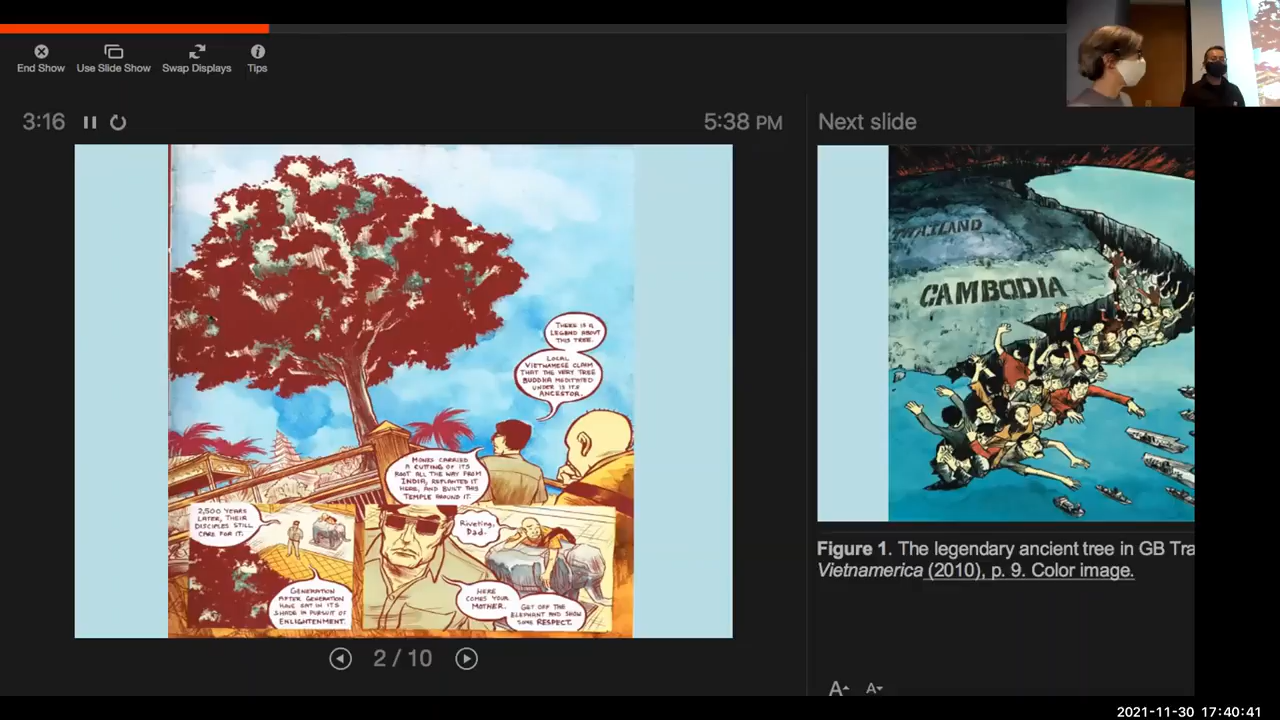 End Show
Use Slide Show
Swap Displays
Tips
3:16
5:38 PM
Next slide
THERE IS A
LEGEND ABOUT
THIS TREE.
LOCAL
VIETNAMESE CLAIM
THAT THE VERY TREE
BUDDHA MEDITATED
UNDER IS ITS
ANCESTOR.
MONKS CARRIED
A CUTTING OF ITS
ROOT ALL THE WAY FROM
INDIA, REPLANTED IT
HERE, AND BUILT THIS
TEMPLE AROUND IT.
2,500 YEARS
LATER, THEIR
DISCIPLES STILL
CARE FOR IT.
GENERATION
AFTER GENERATION
HAVE SAT IN ITS
SHADE IN PURSUIT OF
ENLIGHTENMENT.
RIVETING,
DAD.
HERE
COMES YOUR
MOTHER.
GET OFF THE
ELEPHANT AND SHOW
SOME RESPECT.
2 / 10
THAILAND
CAMBODIA
Figure 1. The legendary ancient tree in GB Tra
Vietnamerica (2010), p. 9. Color image.
A A
2021-11-30 17:40:41